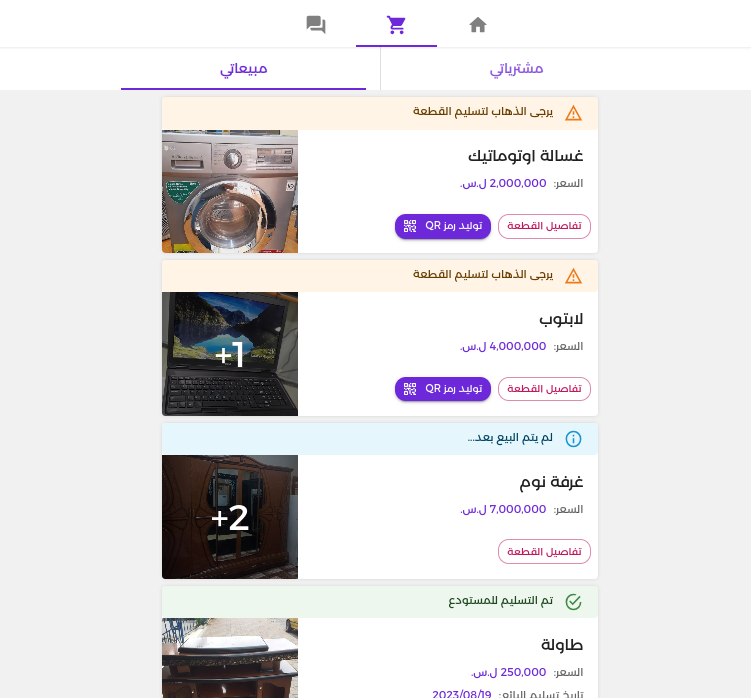 مشترياتي
مبيعاتي
يرجى الذهاب لتسليم القطعة
غسالة اوتوماتيك
السعر: 2,000,000 ل.س.
تفاصيل القطعة
توليد رمز QR
يرجى الذهاب لتسليم القطعة
لابتوب
السعر: 4,000,000 ل.س.
تفاصيل القطعة
توليد رمز QR
+1
لم يتم البيع بعد...
غرفة نوم
السعر: 7,000,000 ل.س.
تفاصيل القطعة
+2
تم التسليم للمستودع
طاولة
السعر: 250,000 ل.س.
تاريخ تسليم البائع: 2023/08/19